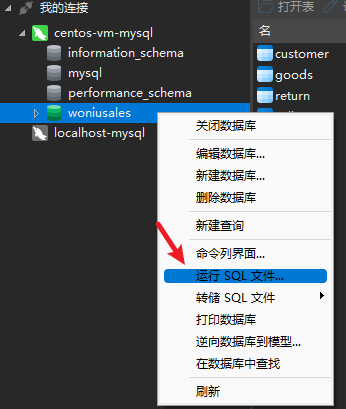 我的连接
centos-vm-mysql
information_schema
mysql
performance_schema
woniusales
localhost-mysql
打开表
名
customer
goods
return
关闭数据库
编辑数据库...
新建数据库...
删除数据库
新建查询
命令列界面...
运行 SQL 文件...
转储 SQL 文件
打印数据库
逆向数据库到模型...
在数据库中查找
刷新